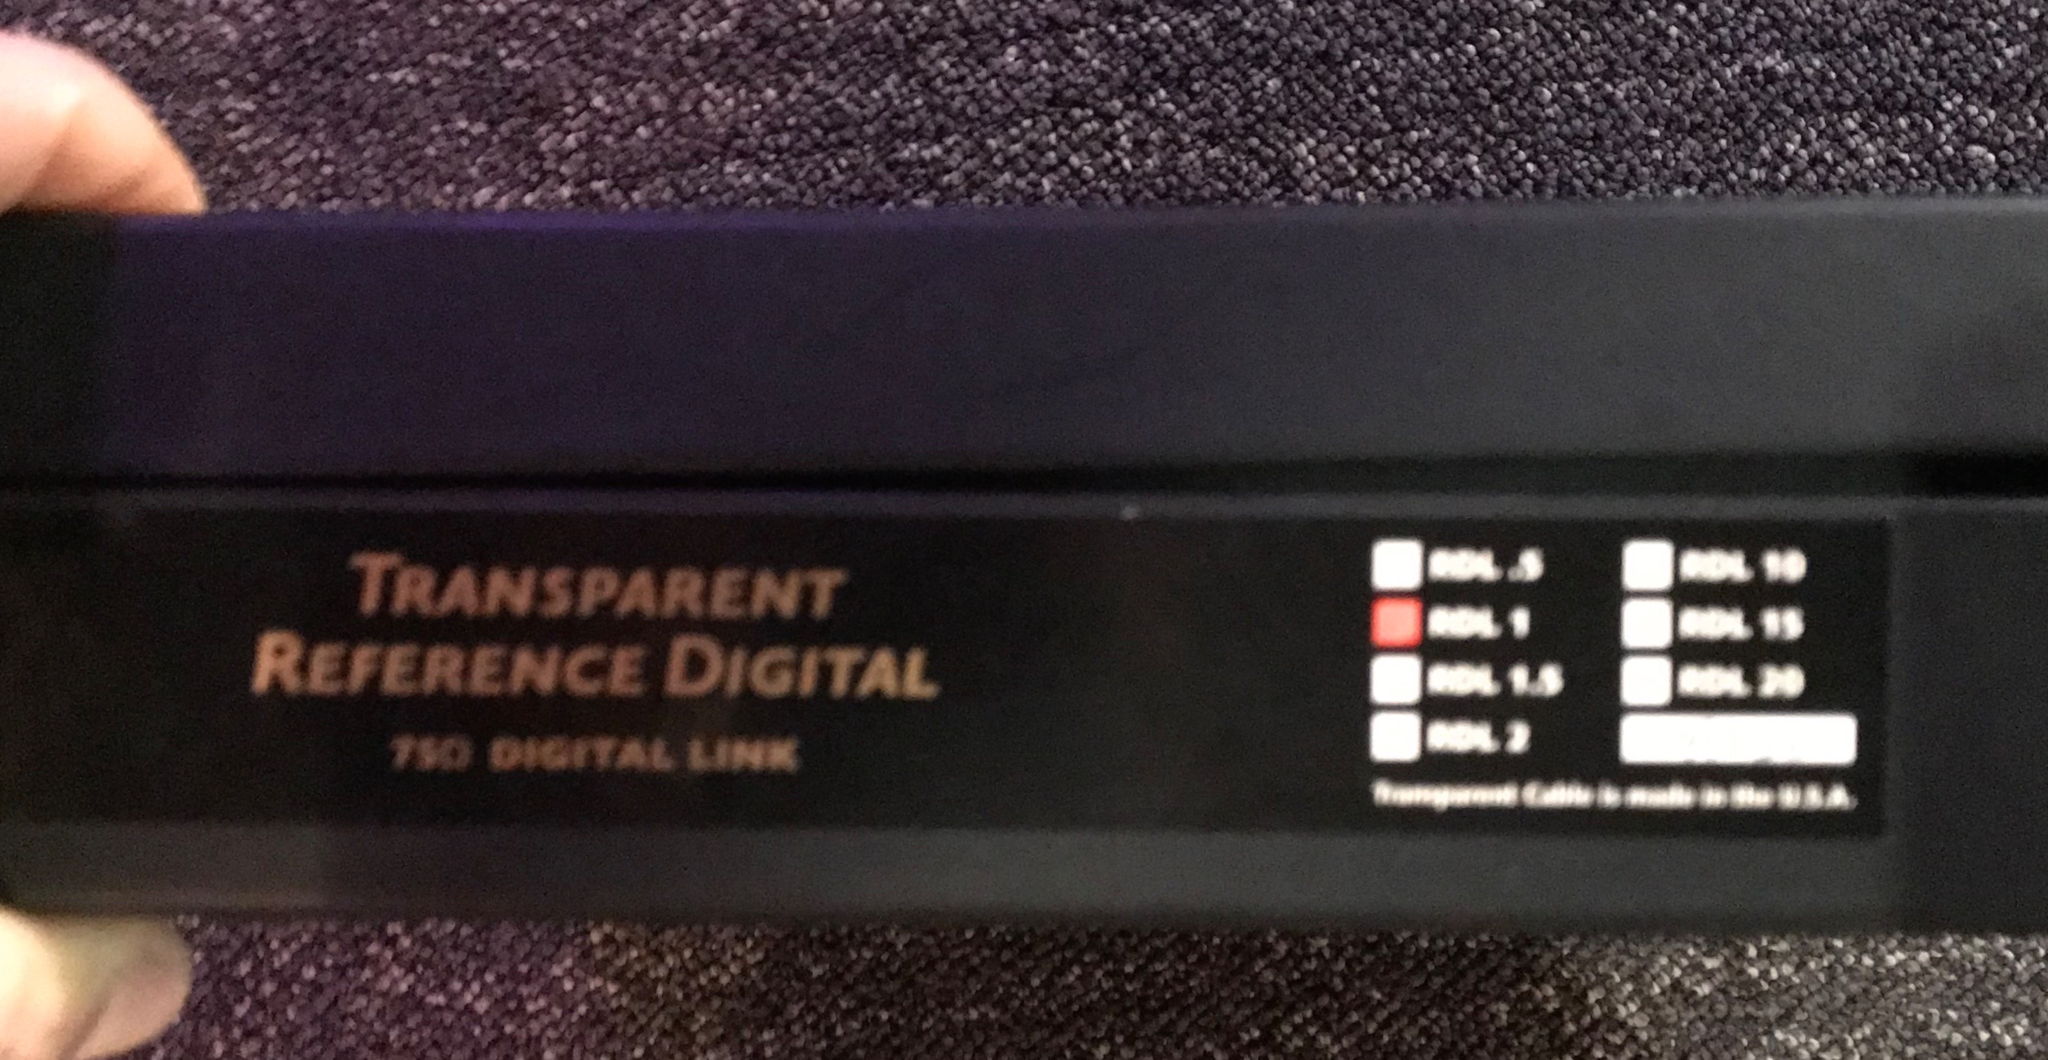 TRANSPARENT
REFERENCE DIGITAL
75Ω DIGITAL LINK
RDL .5
RDL 1
RDL 1.5
RDL 2
RDL 10
RDL 15
RDL 20
Transparent Cable is made in the U.S.A.